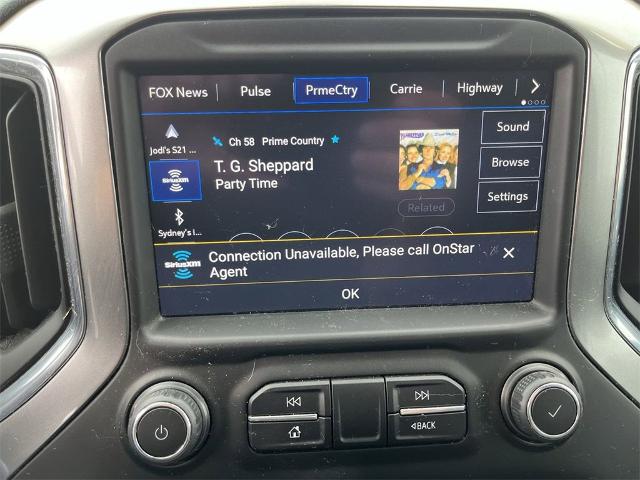 FOX News
Pulse
PrmeCtry
Carrie
Highway
Jodi's S21 ...
Ch 58 Prime Country
T. G. Sheppard
Party Time
SiriusXM
Sydney's i...
Sound
Browse
Settings
Related
SiriusXM
Connection Unavailable, Please call OnStar
Agent
OK
BACK